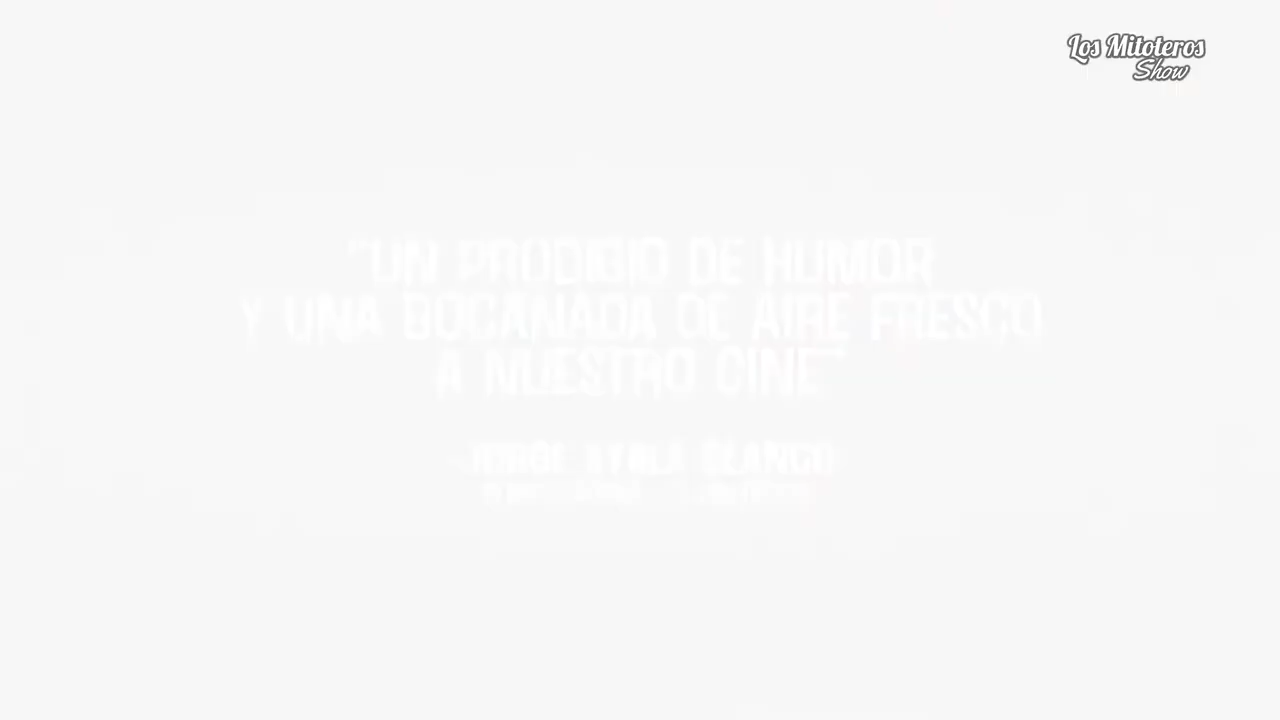 Los Mitoteros
Show
"UN PRODIGIO DE HUMOR
Y UNA BOCANADA DE AIRE FRESCO
A NUESTRO CINE"
-JORGE AYALA BLANCO